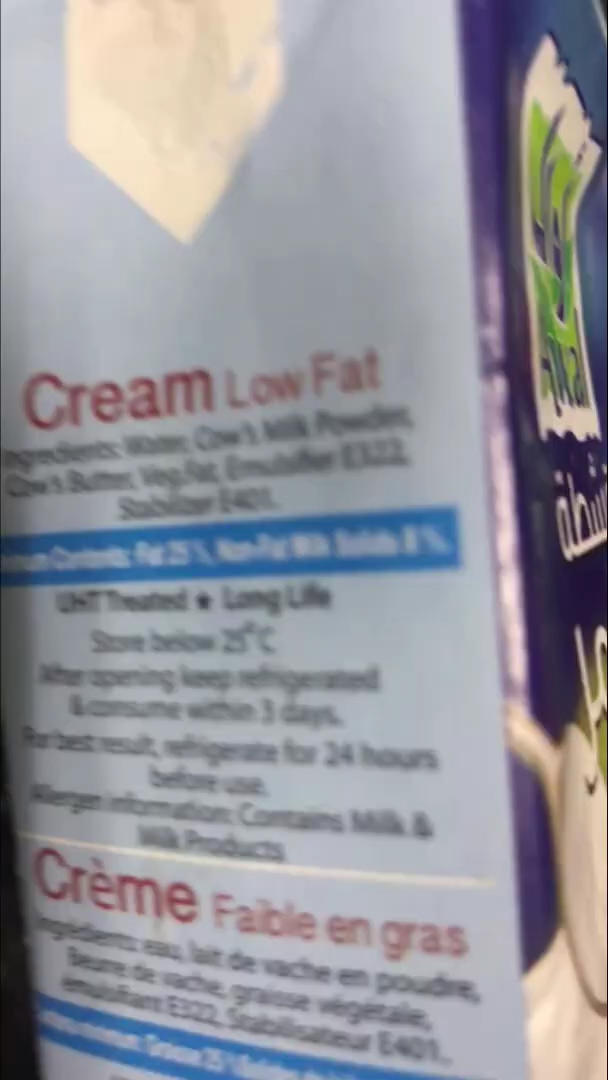 Cream Low Fat
Ingredients: Water, Cow's Milk Powder,
Cow's Butter, Veg.Fat, Emulsifier E322,
Stabilizer E401.
Contents: Fat 25 %, Non-Fat Milk Solids 8 %.
UHT Treated ★ Long Life
Store below 25°C
After opening keep refrigerated
& consume within 3 days.
For best result, refrigerate for 24 hours
before use.
Allergen information: Contains Milk &
Milk Products
Crème Faible en gras
Ingrédients: eau, lait de vache en poudre,
Beurre de vache, graisse végétale,
émulsifiant E322, Stabilisateur E401.